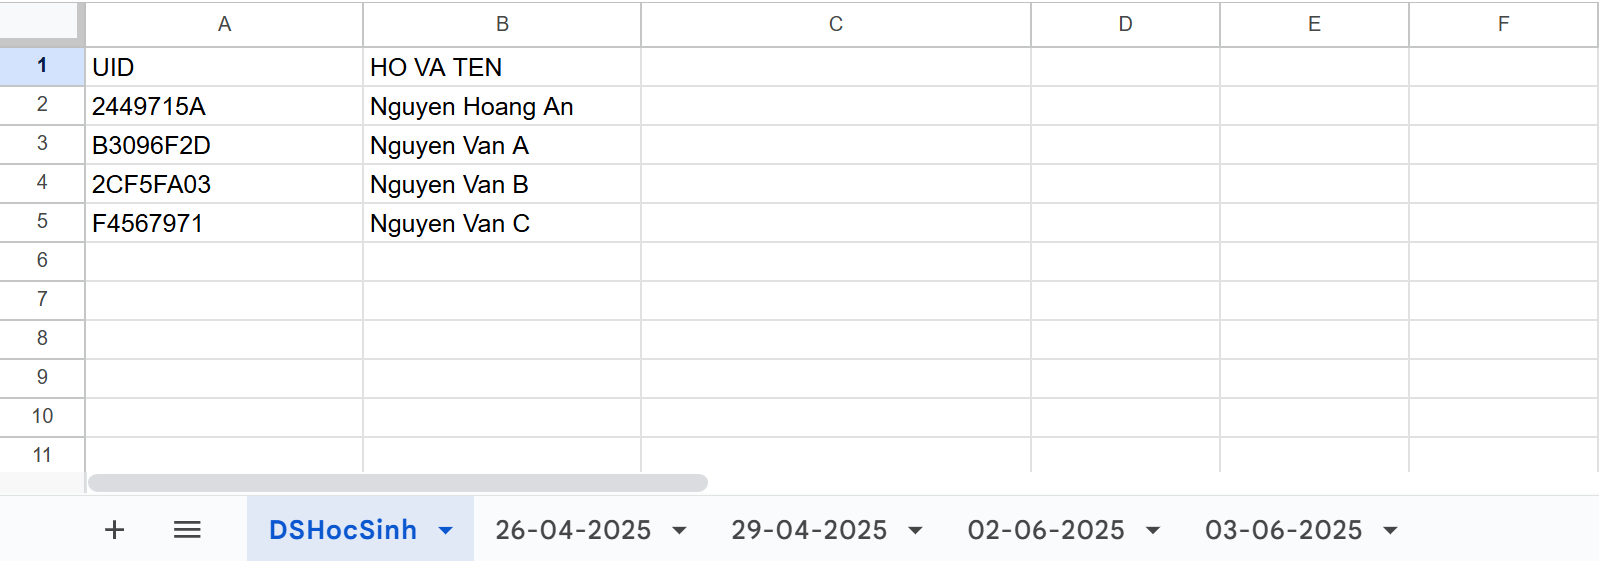 A B C D E F
1 UID HO VA TEN
2 2449715A Nguyen Hoang An
3 B3096F2D Nguyen Van A
4 2CF5FA03 Nguyen Van B
5 F4567971 Nguyen Van C
6
7
8
9
10
11
DSHocSinh 26-04-2025 29-04-2025 02-06-2025 03-06-2025